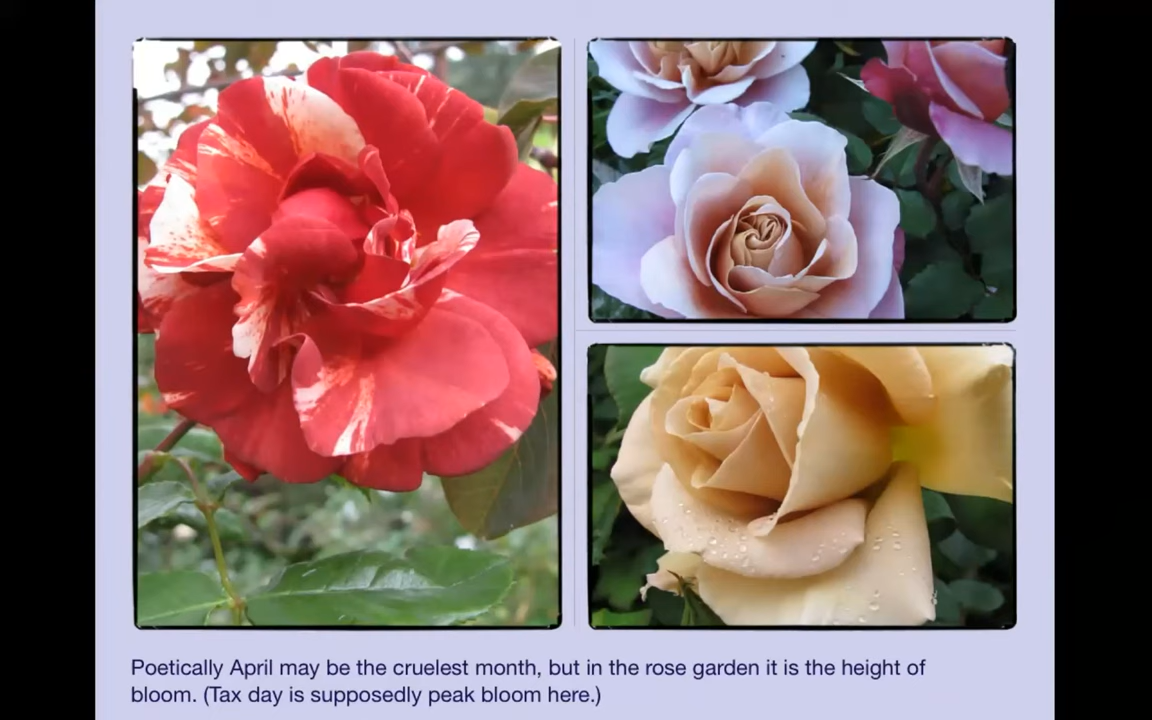 Poetically April may be the cruelest month, but in the rose garden it is the height of
bloom. (Tax day is supposedly peak bloom here.)